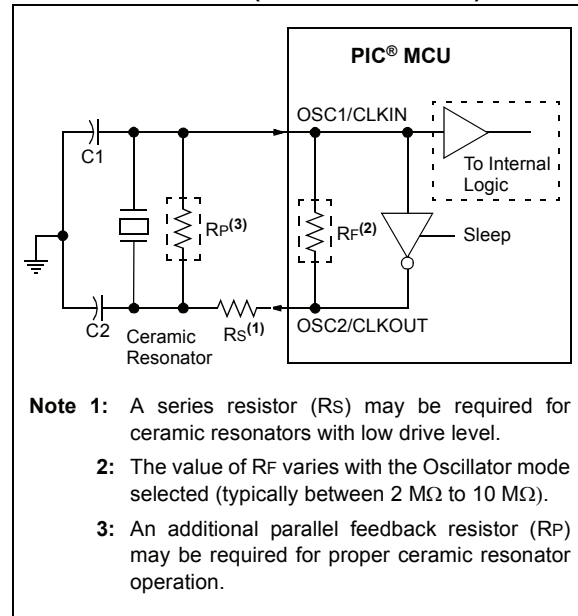 PIC® MCU
OSC1/CLKIN
C1
To Internal
Logic
RP(3)
RF(2)
Sleep
C2
Ceramic
Resonator
RS(1)
OSC2/CLKOUT
Note 1: A series resistor (RS) may be required for
ceramic resonators with low drive level.
2: The value of RF varies with the Oscillator mode
selected (typically between 2 MΩ to 10 MΩ).
3: An additional parallel feedback resistor (RP)
may be required for proper ceramic resonator
operation.